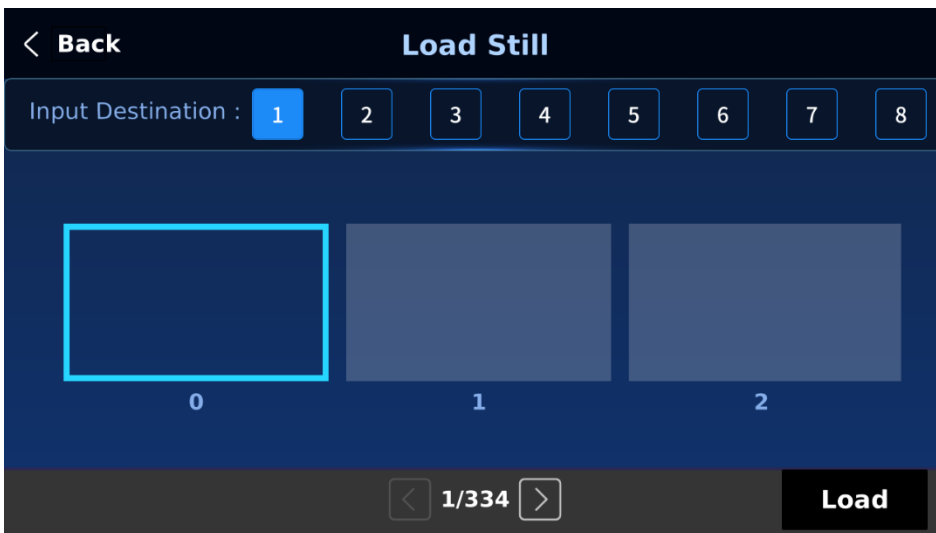 Back
Load Still
Input Destination : 1 2 3 4 5 6 7 8
0 1 2
1/334
Load